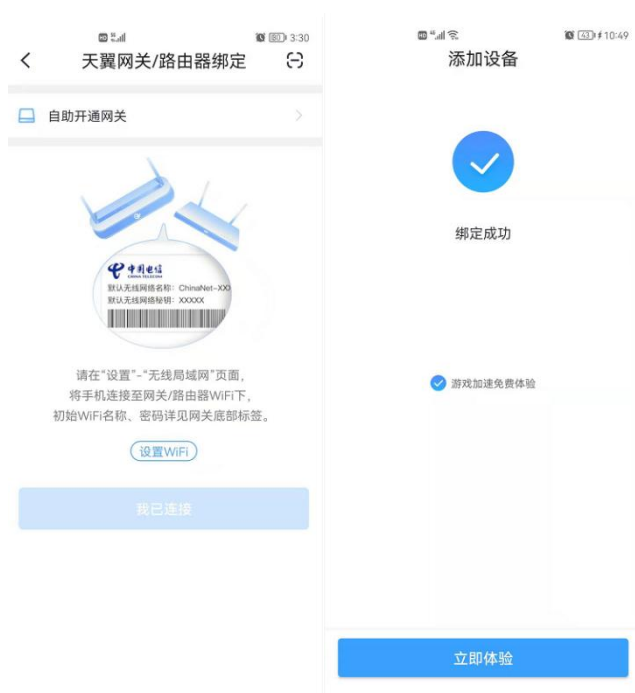 3:30
天翼网关/路由器绑定
自助开通网关
中国电信
CHINA TELECOM
默认无线网络名称: ChinaNet-XXX
默认无线网络秘钥: XXXXX
请在“设置”-“无线局域网”页面,
将手机连接至网关/路由器WiFi下,
初始WiFi名称、密码详见网关底部标签。
设置WiFi
我已连接
10:49
添加设备
绑定成功
游戏加速免费体验
立即体验